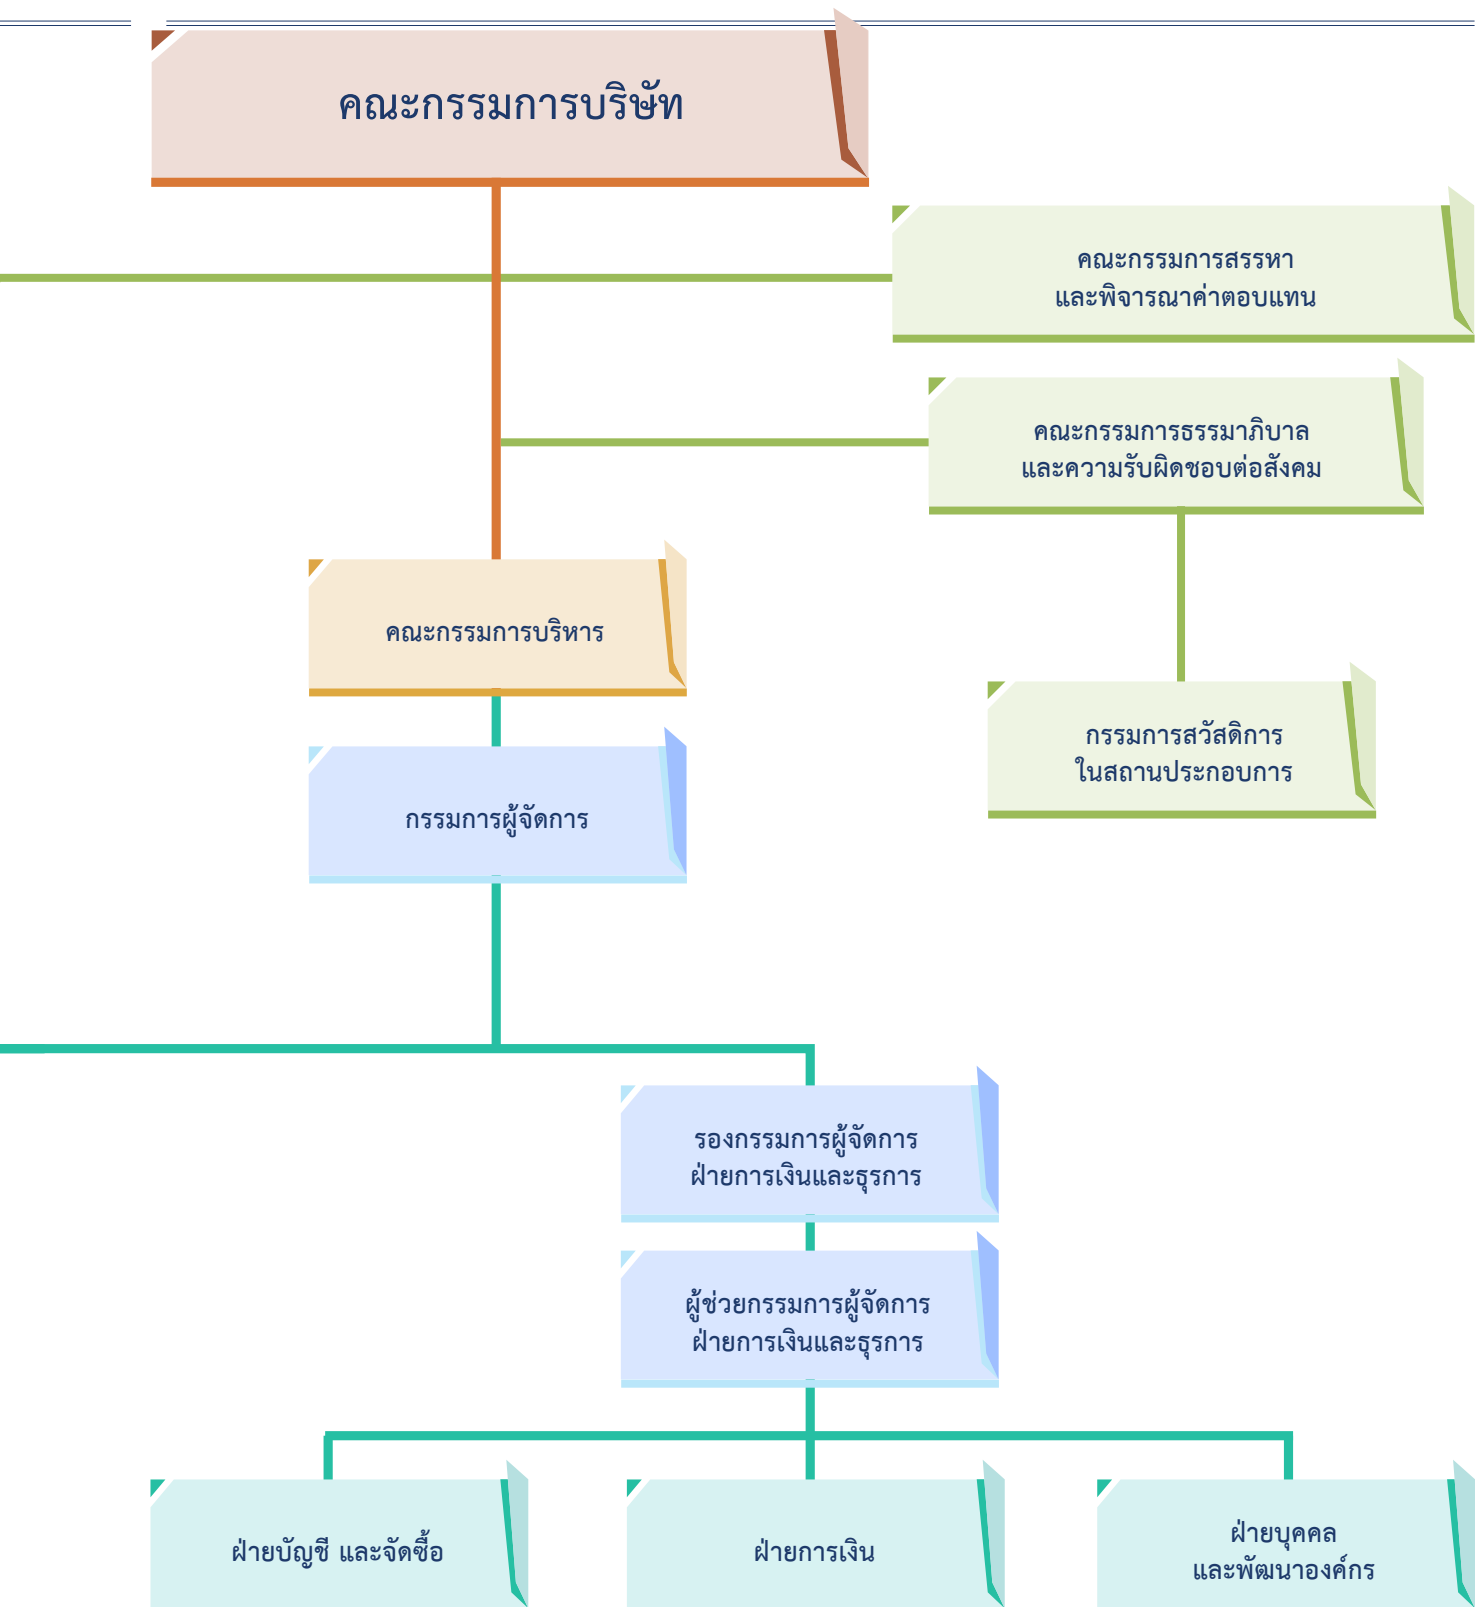 คณะกรรมการบริษัท
คณะกรรมการสรรหา
และพิจารณาค่าตอบแทน
คณะกรรมการธรรมาภิบาล
และความรับผิดชอบต่อสังคม
คณะกรรมการบริหาร
กรรมการสวัสดิการ
ในสถานประกอบการ
กรรมการผู้จัดการ
รองกรรมการผู้จัดการ
ฝ่ายการเงินและธุรการ
ผู้ช่วยกรรมการผู้จัดการ
ฝ่ายการเงินและธุรการ
ฝ่ายบัญชี และจัดซื้อ
ฝ่ายการเงิน
ฝ่ายบุคคล
และพัฒนาองค์กร